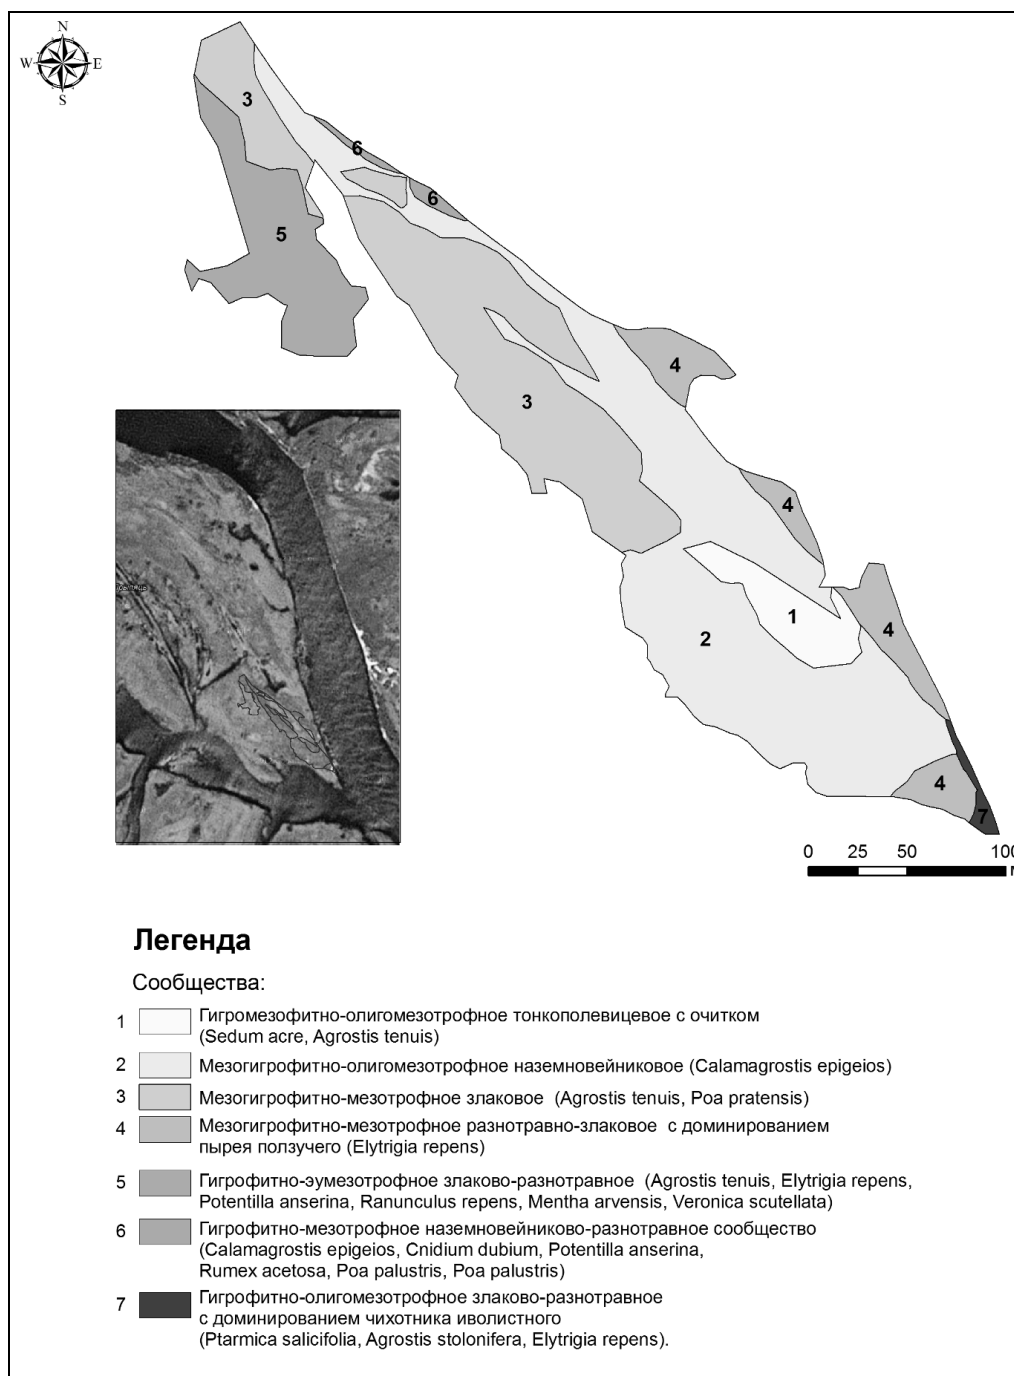 N
W E
S
3
6
6
5
4
3
4
1
4
2
4
7
0 25 50 100
Легенда
Сообщества:
1 Гигромезофитно-олигомезотрофное тонкополевицевое с очитком
(Sedum acre, Agrostis tenuis)
2 Мезогигрофитно-олигомезотрофное наземновейниковое (Calamagrostis epigeios)
3 Мезогигрофитно-мезотрофное злаковое (Agrostis tenuis, Poa pratensis)
4 Мезогигрофитно-мезотрофное разнотравно-злаковое с доминированием
пырея ползучего (Elytrigia repens)
5 Гигрофитно-эумезотрофное злаково-разнотравное (Agrostis tenuis, Elytrigia repens,
Potentilla anserina, Ranunculus repens, Mentha arvensis, Veronica scutellata)
6 Гигрофитно-мезотрофное наземновейниково-разнотравное сообщество
(Calamagrostis epigeios, Cnidium dubium, Potentilla anserina,
Rumex acetosa, Poa palustris, Poa palustris)
7 Гигрофитно-олигомезотрофное злаково-разнотравное
с доминированием чихотника иволистного
(Ptarmica salicifolia, Agrostis stolonifera, Elytrigia repens).